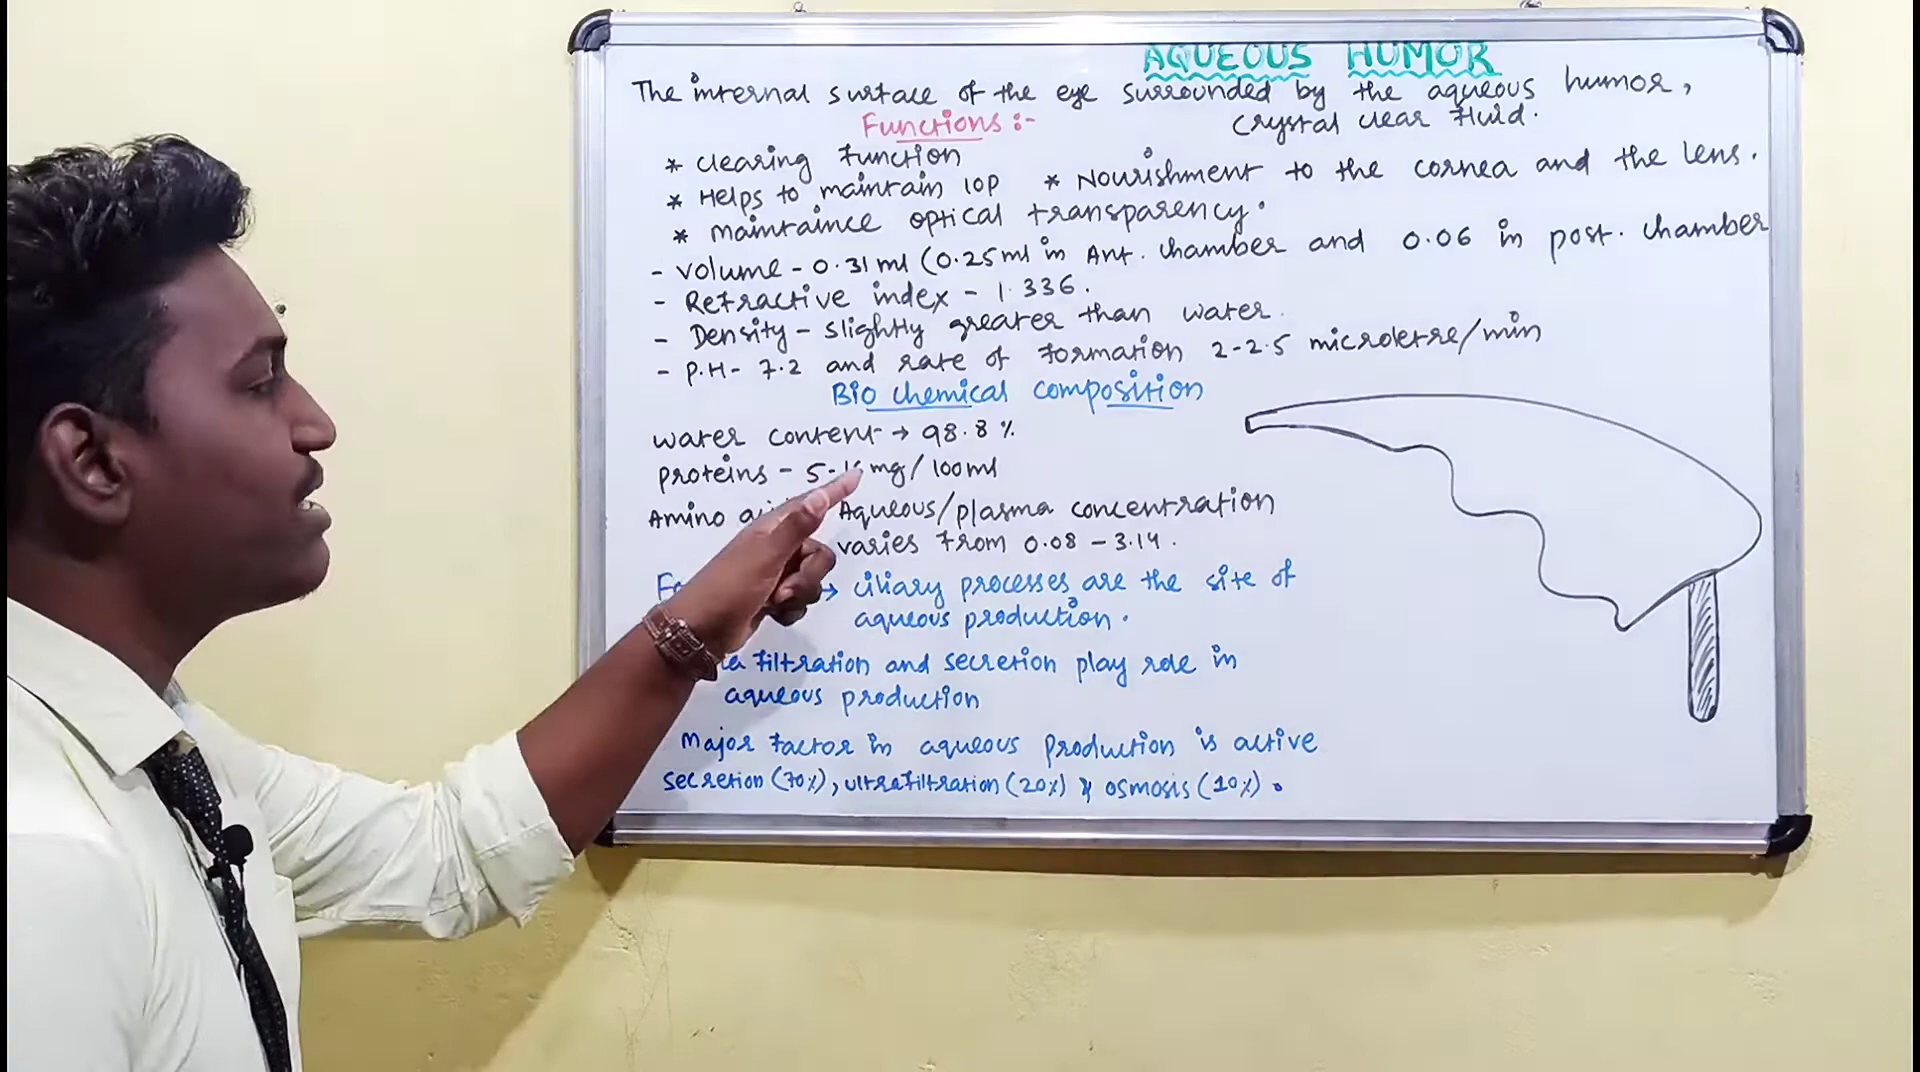 AQUEOUS HUMOR
The internal surface of the eye surrounded by the aqueous humor,
crystal clear fluid.
Functions :-
* clearing function
* Helps to maintain IOP * Nourishment to the cornea and the lens.
* maintaince optical transparency.
- volume - 0.31 ml (0.25 ml in Ant. chamber and 0.06 in post. chamber
- Refractive index - 1.336.
- Density - slightly greater than water.
- P.H - 7.2 and rate of formation 2-2.5 microletre/min
Bio chemical composition
water content → 98.8 %
proteins - 5- mg/100ml
Amino Aqueous/plasma concentration
varies from 0.08 - 3.14.
→ ciliary processes are the site of
aqueous production.
filtration and secretion play role in
aqueous production
Major factor in aqueous production is active
secretion (70%), ultrafiltration (20%) & osmosis (10%).